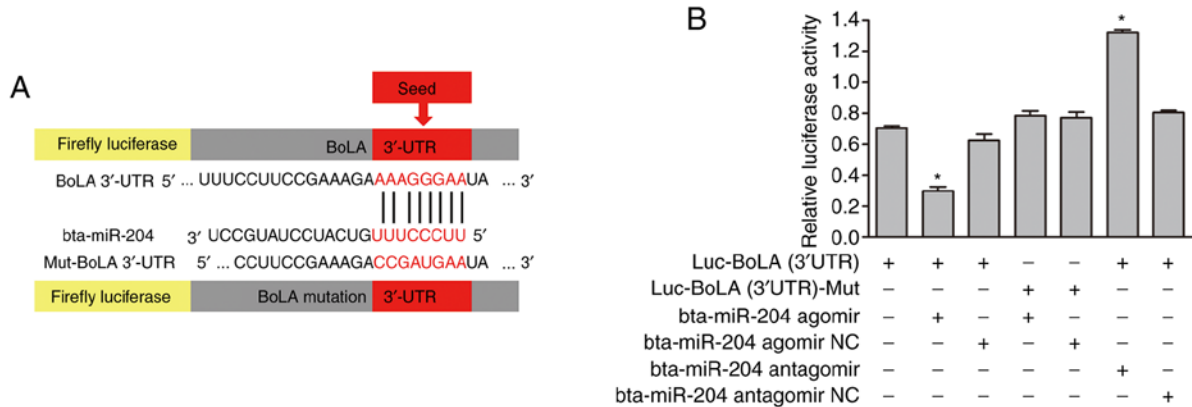 A
Seed
Firefly luciferase BoLA 3′-UTR
BoLA 3′-UTR 5′ ... UUUCCUUCCGAAAGAAAAGGGAAUA ... 3′
bta-miR-204 3′ UCCGUAUCCUACUGUUUCCCUU 5′
Mut-BoLA 3′-UTR 5′ ... CCUUCCGAAAGACCGAUGAAUA ... 3′
Firefly luciferase BoLA mutation 3′-UTR
B
Relative luciferase activity
1.4
1.2
1.0
0.8
0.6
0.4
0.2
0.0
* *
Luc-BoLA (3′UTR) + + + – – + +
Luc-BoLA (3′UTR)-Mut – – – + + – –
bta-miR-204 agomir – + – + – – –
bta-miR-204 agomir NC – – + – + – –
bta-miR-204 antagomir – – – – – + –
bta-miR-204 antagomir NC – – – – – – +